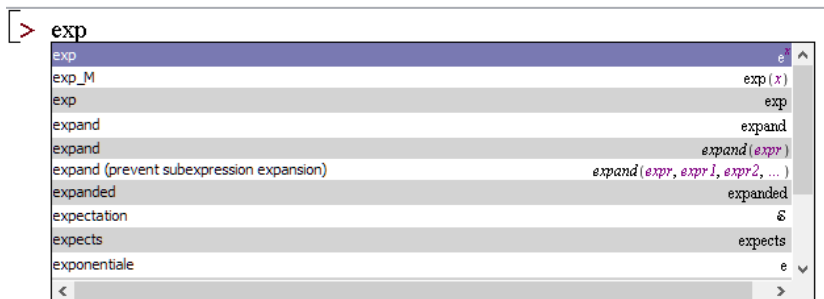 > exp
exp e^x
exp_M exp(x)
exp exp
expand expand
expand expand(expr)
expand (prevent subexpression expansion) expand(expr, expr1, expr2, ...)
expanded expanded
expectation ℰ
expects expects
exponentiale e